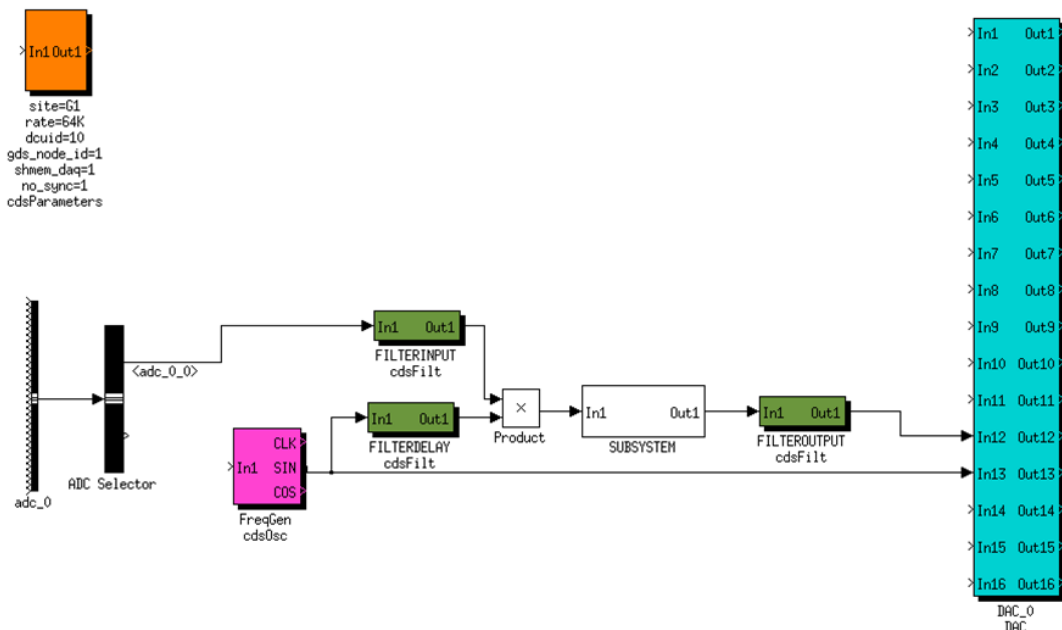 In1 Out1
site=G1
rate=64K
dcuid=10
gds_node_id=1
shmem_daq=1
no_sync=1
cdsParameters
adc_0
<adc_0_0>
ADC Selector
In1 Out1
FILTERINPUT
cdsFilt
In1 Out1
FILTERDELAY
cdsFilt
CLK
In1 SIN
COS
FreqGen
cdsOsc
×
Product
In1 Out1
SUBSYSTEM
In1 Out1
FILTEROUTPUT
cdsFilt
In1 Out1
In2 Out2
In3 Out3
In4 Out4
In5 Out5
In6 Out6
In7 Out7
In8 Out8
In9 Out9
In10 Out10
In11 Out11
In12 Out12
In13 Out13
In14 Out14
In15 Out15
In16 Out16
DAC_0
DAC